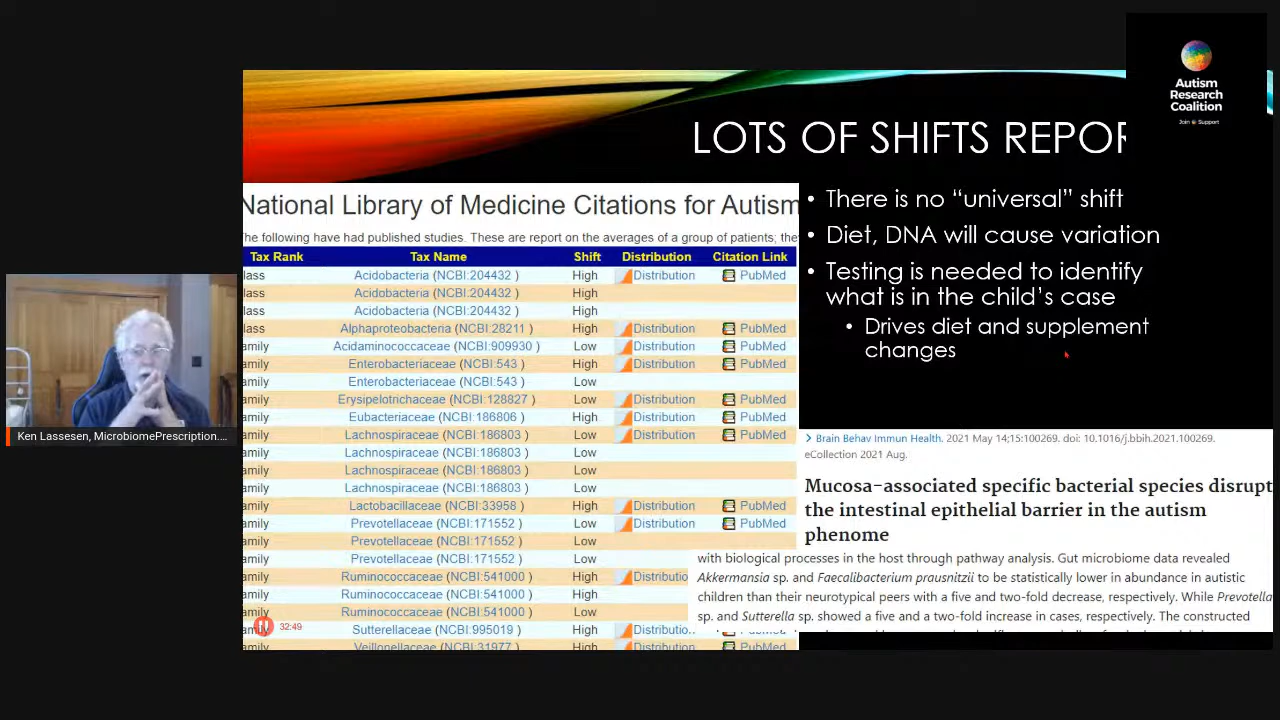 Autism
Research
Coalition
Join Support
LOTS OF SHIFTS REPOR
National Library of Medicine Citations for Autism
The following have had published studies. These are report on the averages of a group of patients; the
Tax Rank Tax Name Shift Distribution Citation Link
lass Acidobacteria (NCBI:204432 ) High Distribution PubMed
lass Acidobacteria (NCBI:204432 ) High
lass Acidobacteria (NCBI:204432 ) High
lass Alphaproteobacteria (NCBI:28211 ) High Distribution PubMed
amily Acidaminococcaceae (NCBI:909930 ) Low Distribution PubMed
amily Enterobacteriaceae (NCBI:543 ) High Distribution PubMed
amily Enterobacteriaceae (NCBI:543 ) Low
amily Erysipelotrichaceae (NCBI:128827 ) Low Distribution PubMed
amily Eubacteriaceae (NCBI:186806 ) High Distribution PubMed
amily Lachnospiraceae (NCBI:186803 ) Low Distribution PubMed
amily Lachnospiraceae (NCBI:186803 ) Low
amily Lachnospiraceae (NCBI:186803 ) Low
amily Lachnospiraceae (NCBI:186803 ) Low
amily Lactobacillaceae (NCBI:33958 ) High Distribution PubMed
amily Prevotellaceae (NCBI:171552 ) Low Distribution PubMed
amily Prevotellaceae (NCBI:171552 ) Low
amily Prevotellaceae (NCBI:171552 ) Low
amily Ruminococcaceae (NCBI:541000 ) High Distributio
amily Ruminococcaceae (NCBI:541000 ) High
amily Ruminococcaceae (NCBI:541000 ) Low
amily Sutterellaceae (NCBI:995019 ) High Distribution PubMed
amily Veillonellaceae (NCBI:31977 ) High Distribution PubMed
32:49
• There is no “universal” shift
• Diet, DNA will cause variation
• Testing is needed to identify
what is in the child’s case
• Drives diet and supplement
changes
> Brain Behav Immun Health. 2021 May 14;15:100269. doi: 10.1016/j.bbih.2021.100269.
eCollection 2021 Aug.
Mucosa-associated specific bacterial species disrupt
the intestinal epithelial barrier in the autism
phenome
with biological processes in the host through pathway analysis. Gut microbiome data revealed
Akkermansia sp. and Faecalibacterium prausnitzii to be statistically lower in abundance in autistic
children than their neurotypical peers with a five and two-fold decrease, respectively. While Prevotella
sp. and Sutterella sp. showed a five and a two-fold increase in cases, respectively. The constructed
Ken Lassesen, MicrobiomePrescription....